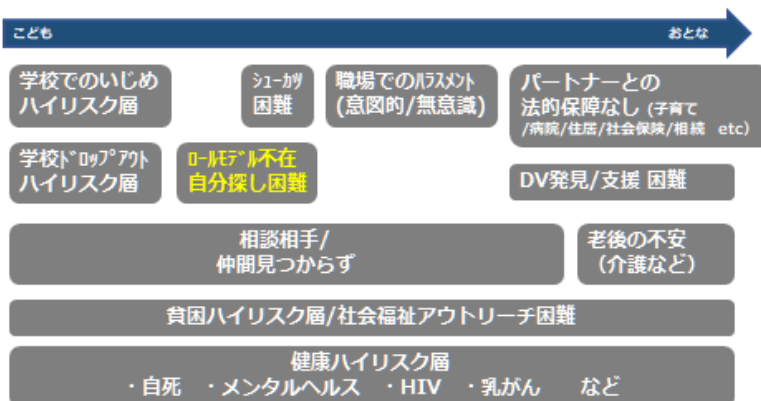 こども
おとな
学校でのいじめ
ハイリスク層
シューカツ
困難
職場でのハラスメント
(意図的/無意識)
パートナーとの
法的保障なし (子育て
/病院/住居/社会保険/相続 etc)
学校ドロップアウト
ハイリスク層
ロールモデル不在
自分探し困難
DV発見/支援 困難
相談相手/
仲間見つからず
老後の不安
(介護など)
貧困ハイリスク層/社会福祉アウトリーチ困難
健康ハイリスク層
・自死 ・メンタルヘルス ・HIV ・乳がん など